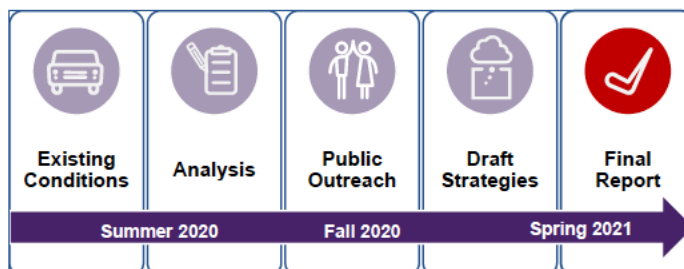 Existing
Conditions
Analysis
Public
Outreach
Draft
Strategies
Final
Report
Summer 2020
Fall 2020
Spring 2021